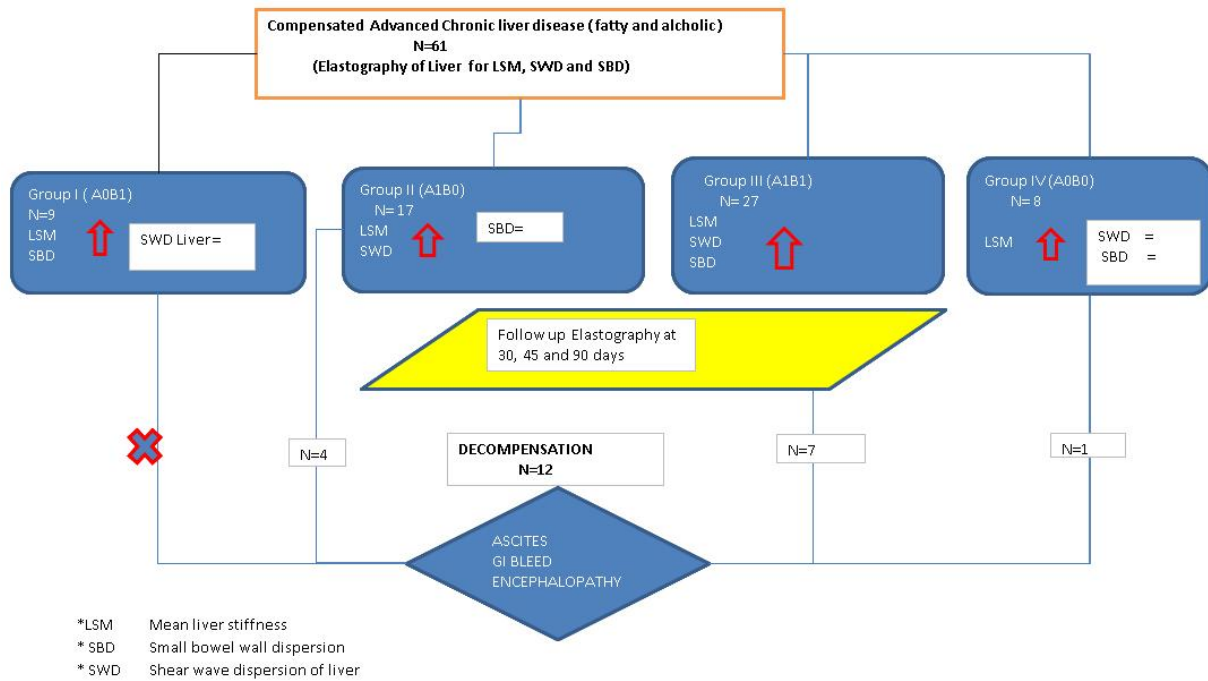 Compensated Advanced Chronic liver disease (fatty and alcholic)
N=61
(Elastography of Liver for LSM, SWD and SBD)
Group I ( A0B1)
N=9
LSM
SBD
SWD Liver=
Group II (A1B0)
N= 17
LSM
SWD
SBD=
Group III (A1B1)
N= 27
LSM
SWD
SBD
Group IV (A0B0)
N= 8
LSM
SWD =
SBD =
Follow up Elastography at
30, 45 and 90 days
N=4
DECOMPENSATION
N=12
N=7
N=1
ASCITES
GI BLEED
ENCEPHALOPATHY
*LSM Mean liver stiffness
* SBD Small bowel wall dispersion
* SWD Shear wave dispersion of liver